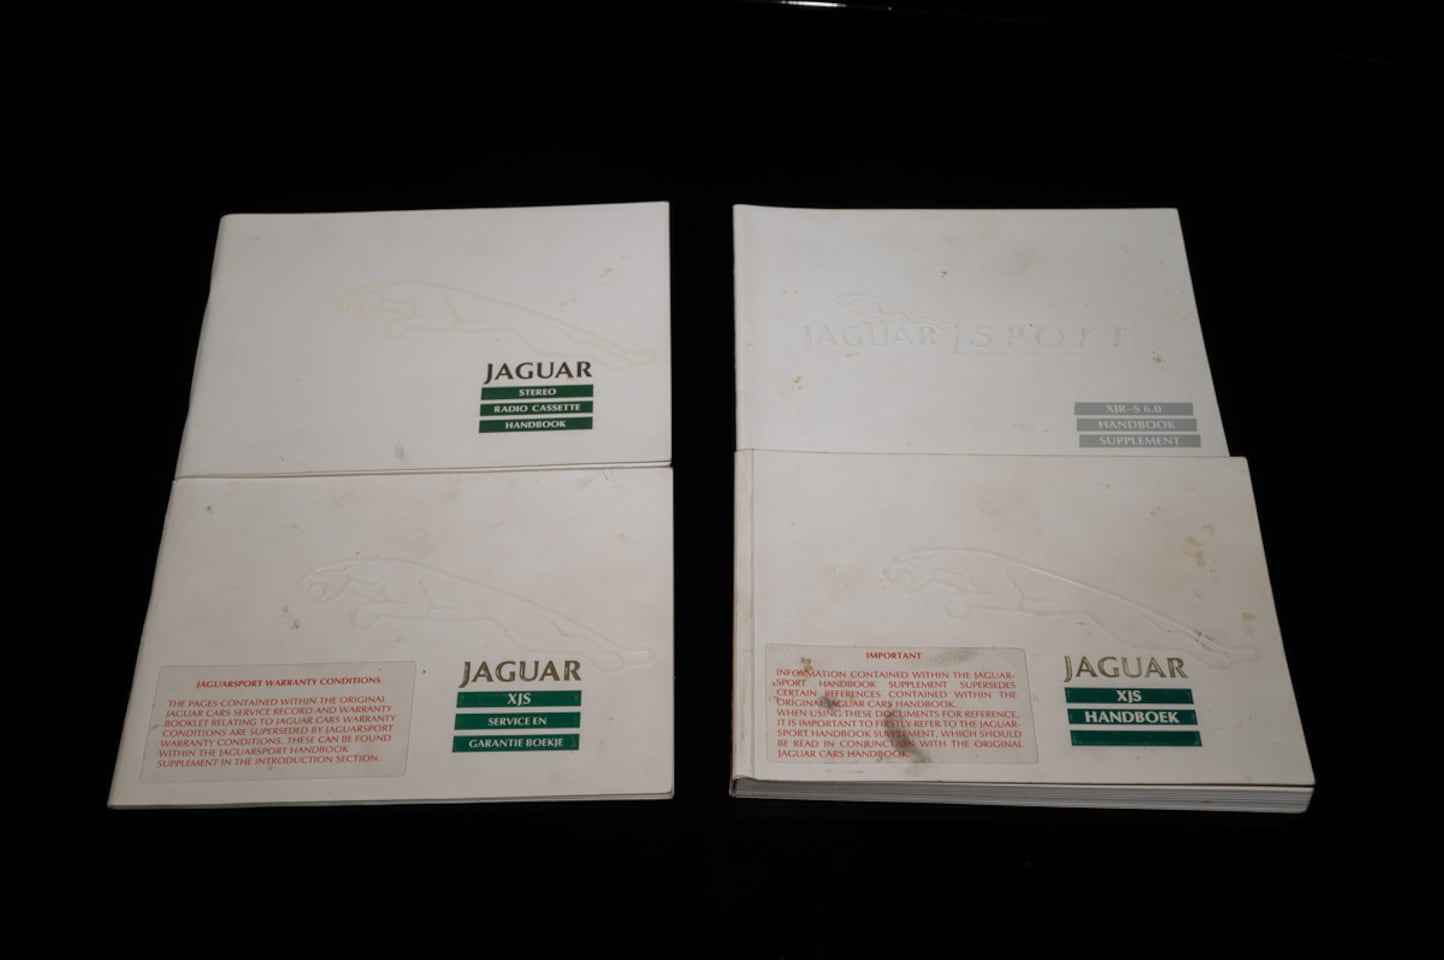 JAGUAR
STEREO
RADIO CASSETTE
HANDBOOK
JAGUAR SPORT
XJR-S 6.0
HANDBOOK
SUPPLEMENT
JAGUARSPORT WARRANTY CONDITIONS
THE PAGES CONTAINED WITHIN THE ORIGINAL
JAGUAR CARS SERVICE RECORD AND WARRANTY
BOOKLET RELATING TO JAGUAR CARS WARRANTY
CONDITIONS ARE SUPERSEDED BY JAGUARSPORT
WARRANTY CONDITIONS, THESE CAN BE FOUND
WITHIN THE JAGUARSPORT HANDBOOK
SUPPLEMENT IN THE INTRODUCTION SECTION.
JAGUAR
XJS
SERVICE EN
GARANTIE BOEKJE
IMPORTANT
INFORMATION CONTAINED WITHIN THE JAGUAR-
SPORT HANDBOOK SUPPLEMENT SUPERSEDES
CERTAIN REFERENCES CONTAINED WITHIN THE
ORIGINAL JAGUAR CARS HANDBOOK.
WHEN USING THESE DOCUMENTS FOR REFERENCE,
IT IS IMPORTANT TO FIRSTLY REFER TO THE JAGUAR-
SPORT HANDBOOK SUPPLEMENT, WHICH SHOULD
BE READ IN CONJUNCTION WITH THE ORIGINAL
JAGUAR CARS HANDBOOK.
JAGUAR
XJS
HANDBOEK